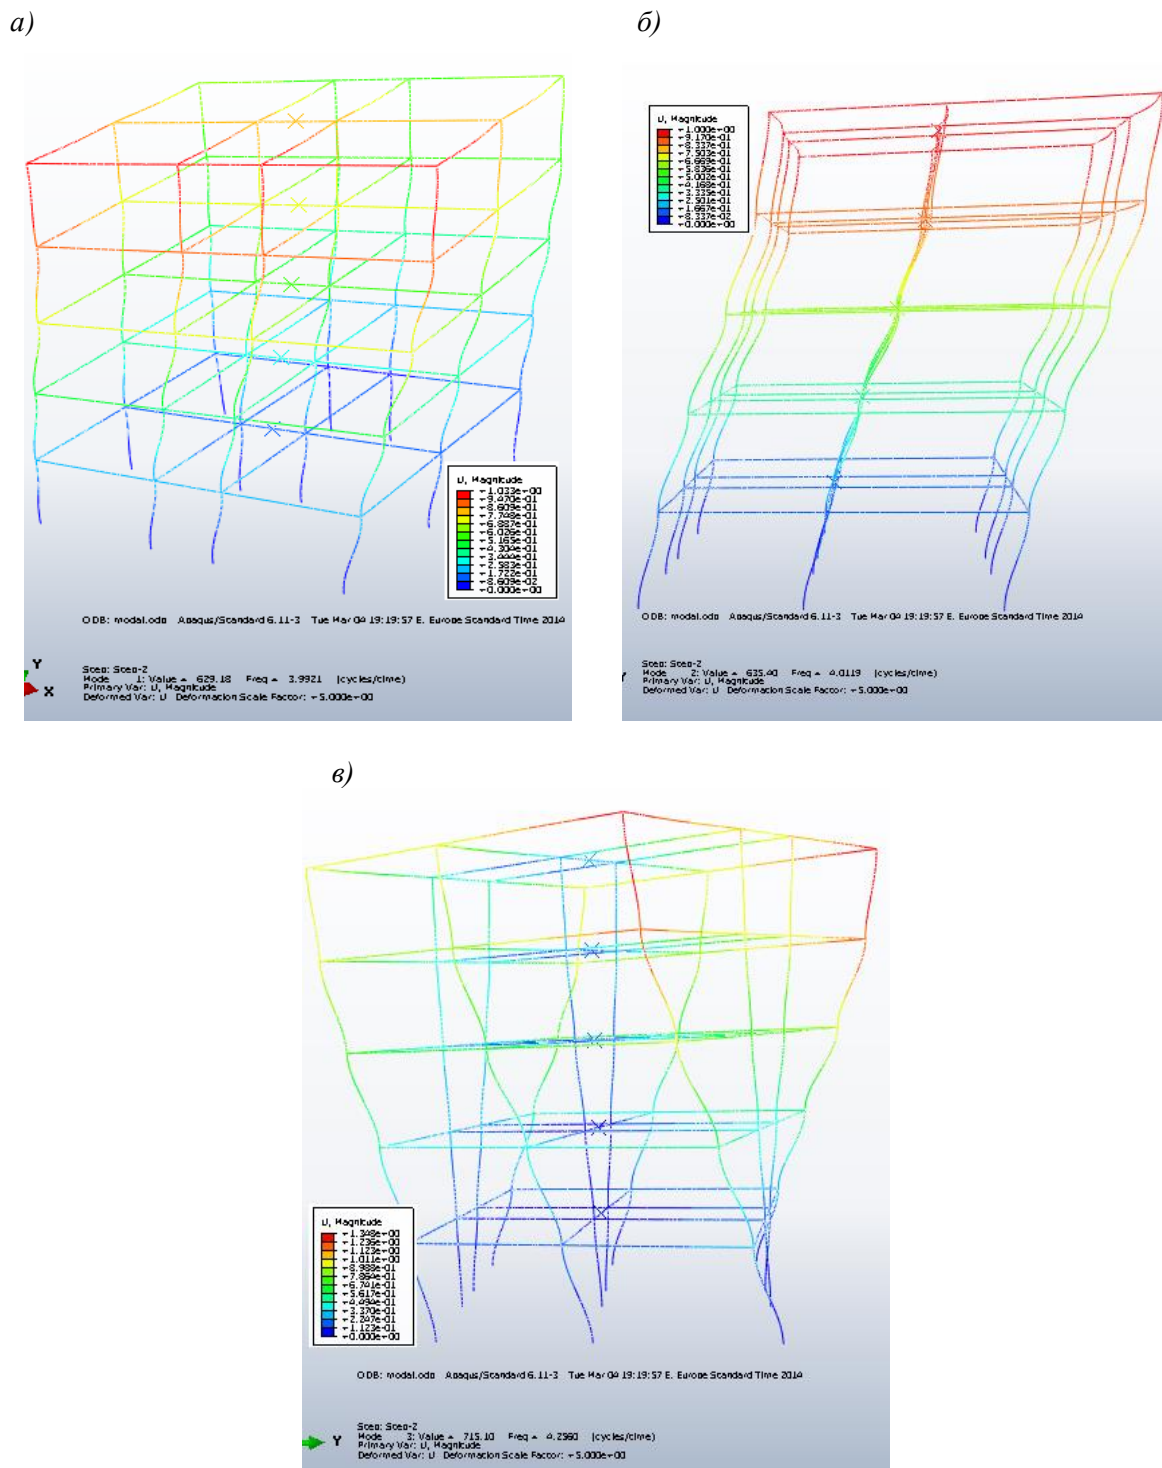 а)
б)
U, Magnitude
+1.000e+00
+9.170e-01
+8.337e-01
+7.503e-01
+6.669e-01
+5.836e-01
+5.002e-01
+4.168e-01
+3.335e-01
+2.501e-01
+1.667e-01
+8.337e-02
+0.000e+00
U, Magnitude
+1.033e+00
+9.470e-01
+8.609e-01
+7.748e-01
+6.887e-01
+6.026e-01
+5.165e-01
+4.304e-01
+3.444e-01
+2.583e-01
+1.722e-01
+8.609e-02
+0.000e+00
ODB: modal.odb Abaqus/Standard 6.11-3 Tue Mar 04 19:19:57 E. Europe Standard Time 2014
Y
X
Step: Step-2
Mode 1: Value = 629.18 Freq = 3.9921 (cycles/time)
Primary Var: U, Magnitude
Deformed Var: U Deformation Scale Factor: +5.000e+00
ODB: modal.odb Abaqus/Standard 6.11-3 Tue Mar 04 19:19:57 E. Europe Standard Time 2014
Step: Step-2
Mode 2: Value = 635.40 Freq = 4.0119 (cycles/time)
Primary Var: U, Magnitude
Deformed Var: U Deformation Scale Factor: +5.000e+00
в)
U, Magnitude
+1.348e+00
+1.236e+00
+1.123e+00
+1.011e+00
+8.988e-01
+7.864e-01
+6.741e-01
+5.617e-01
+4.494e-01
+3.370e-01
+2.247e-01
+1.123e-01
+0.000e+00
ODB: modal.odb Abaqus/Standard 6.11-3 Tue Mar 04 19:19:57 E. Europe Standard Time 2014
Y
Step: Step-2
Mode 3: Value = 715.10 Freq = 4.2560 (cycles/time)
Primary Var: U, Magnitude
Deformed Var: U Deformation Scale Factor: +5.000e+00